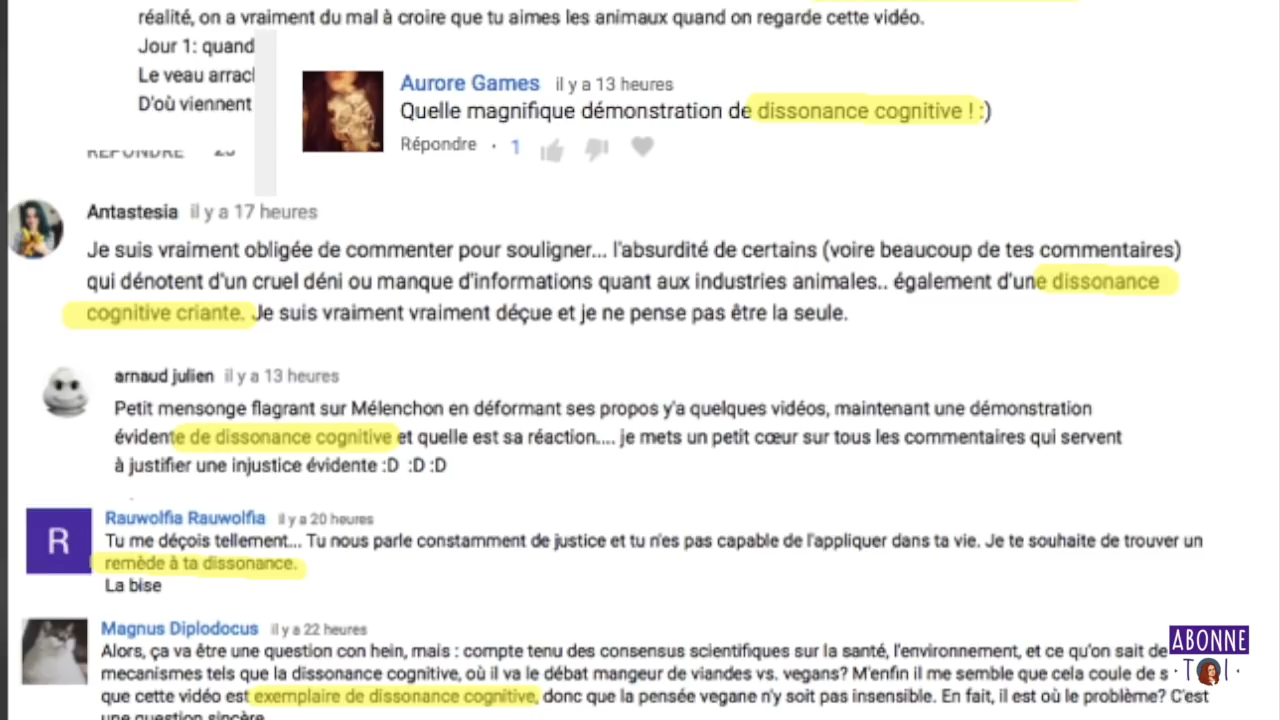 réalité, on a vraiment du mal à croire que tu aimes les animaux quand on regarde cette vidéo.
Jour 1: quand
Le veau arrac
D'où viennent
RÉPONDRE
Aurore Games il y a 13 heures
Quelle magnifique démonstration de dissonance cognitive ! :)
Répondre · 1
Antastesia il y a 17 heures
Je suis vraiment obligée de commenter pour souligner... l'absurdité de certains (voire beaucoup de tes commentaires)
qui dénotent d'un cruel déni ou manque d'informations quant aux industries animales.. également d'une dissonance
cognitive criante. Je suis vraiment vraiment déçue et je ne pense pas être la seule.
arnaud julien il y a 13 heures
Petit mensonge flagrant sur Mélenchon en déformant ses propos y'a quelques vidéos, maintenant une démonstration
évidente de dissonance cognitive et quelle est sa réaction.... je mets un petit cœur sur tous les commentaires qui servent
à justifier une injustice évidente :D :D :D
R
Rauwolfia Rauwolfia il y a 20 heures
Tu me déçois tellement... Tu nous parle constamment de justice et tu n'es pas capable de l'appliquer dans ta vie. Je te souhaite de trouver un
remède à ta dissonance.
La bise
Magnus Diplodocus il y a 22 heures
Alors, ça va être une question con hein, mais : compte tenu des consensus scientifiques sur la santé, l'environnement, et ce qu'on sait de
mecanismes tels que la dissonance cognitive, où il va le débat mangeur de viandes vs. vegans? M'enfin il me semble que cela coule de s
que cette vidéo est exemplaire de dissonance cognitive, donc que la pensée vegane n'y soit pas insensible. En fait, il est où le problème? C'est
une question sincère
ABONNE
TOI